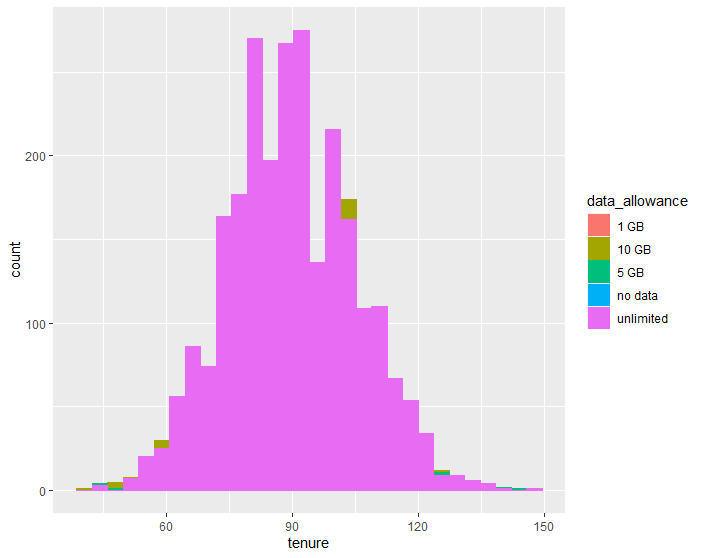 200
100
0
60
90
120
150
tenure
count
data_allowance
1 GB
10 GB
5 GB
no data
unlimited